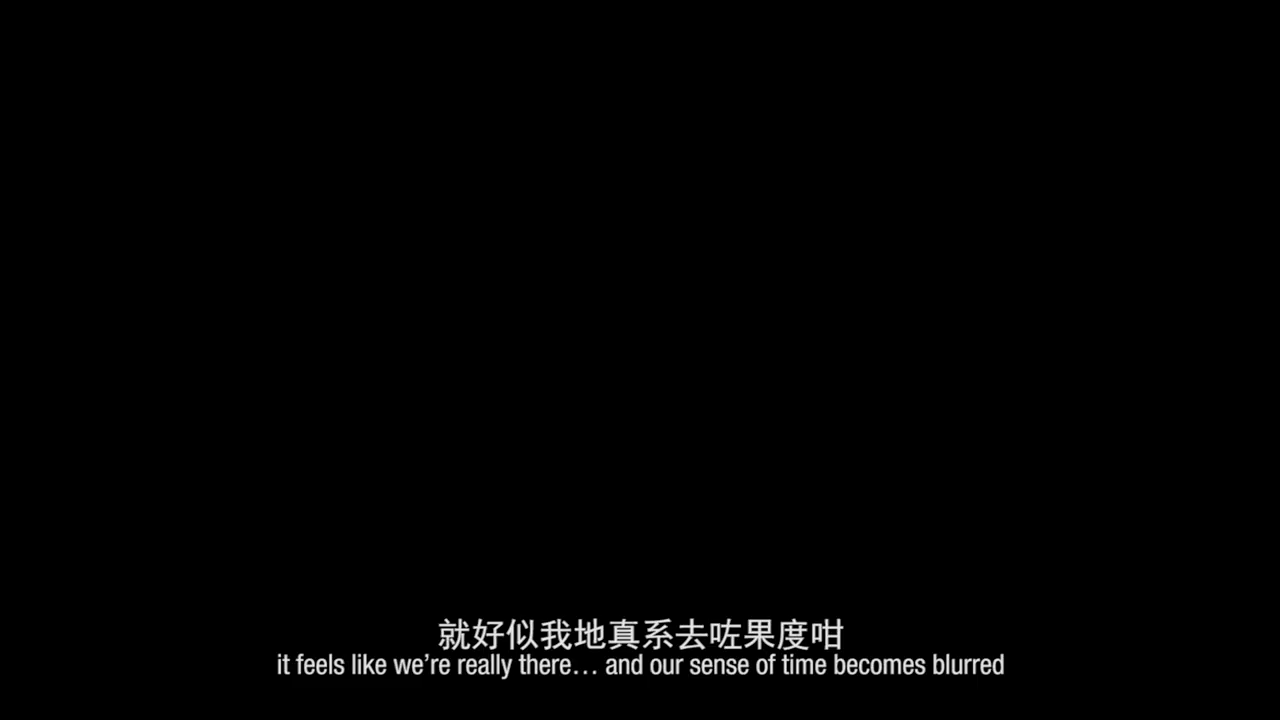 就好似我地真系去咗果度咁
it feels like we’re really there… and our sense of time becomes blurred